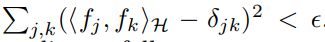 ∑_{j,k}(⟨f_j, f_k⟩_ℋ − δ_{jk})² < ϵ.